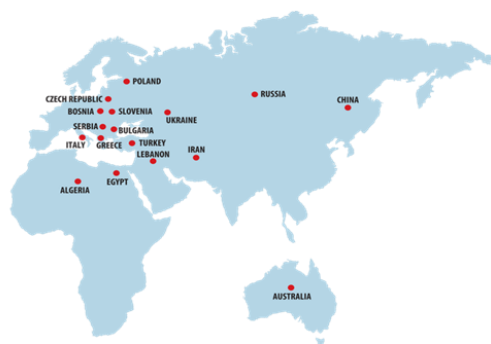 POLAND
RUSSIA
CZECH REPUBLIC
CHINA
BOSNIA
SLOVENIA
UKRAINE
SERBIA
BULGARIA
ITALY
GREECE
TURKEY
IRAN
LEBANON
EGYPT
ALGERIA
AUSTRALIA